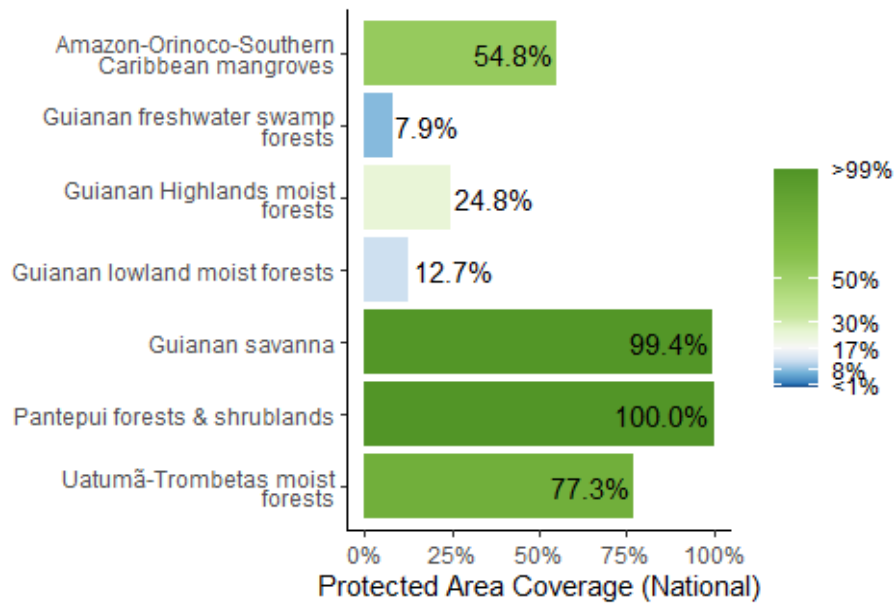 Amazon-Orinoco-Southern
Caribbean mangroves
54.8%
Guianan freshwater swamp
forests
7.9%
Guianan Highlands moist
forests
24.8%
Guianan lowland moist forests
12.7%
Guianan savanna
99.4%
Pantepui forests & shrublands
100.0%
Uatumã-Trombetas moist
forests
77.3%
0% 25% 50% 75% 100%
Protected Area Coverage (National)
>99%
50%
30%
17%
8%
<1%